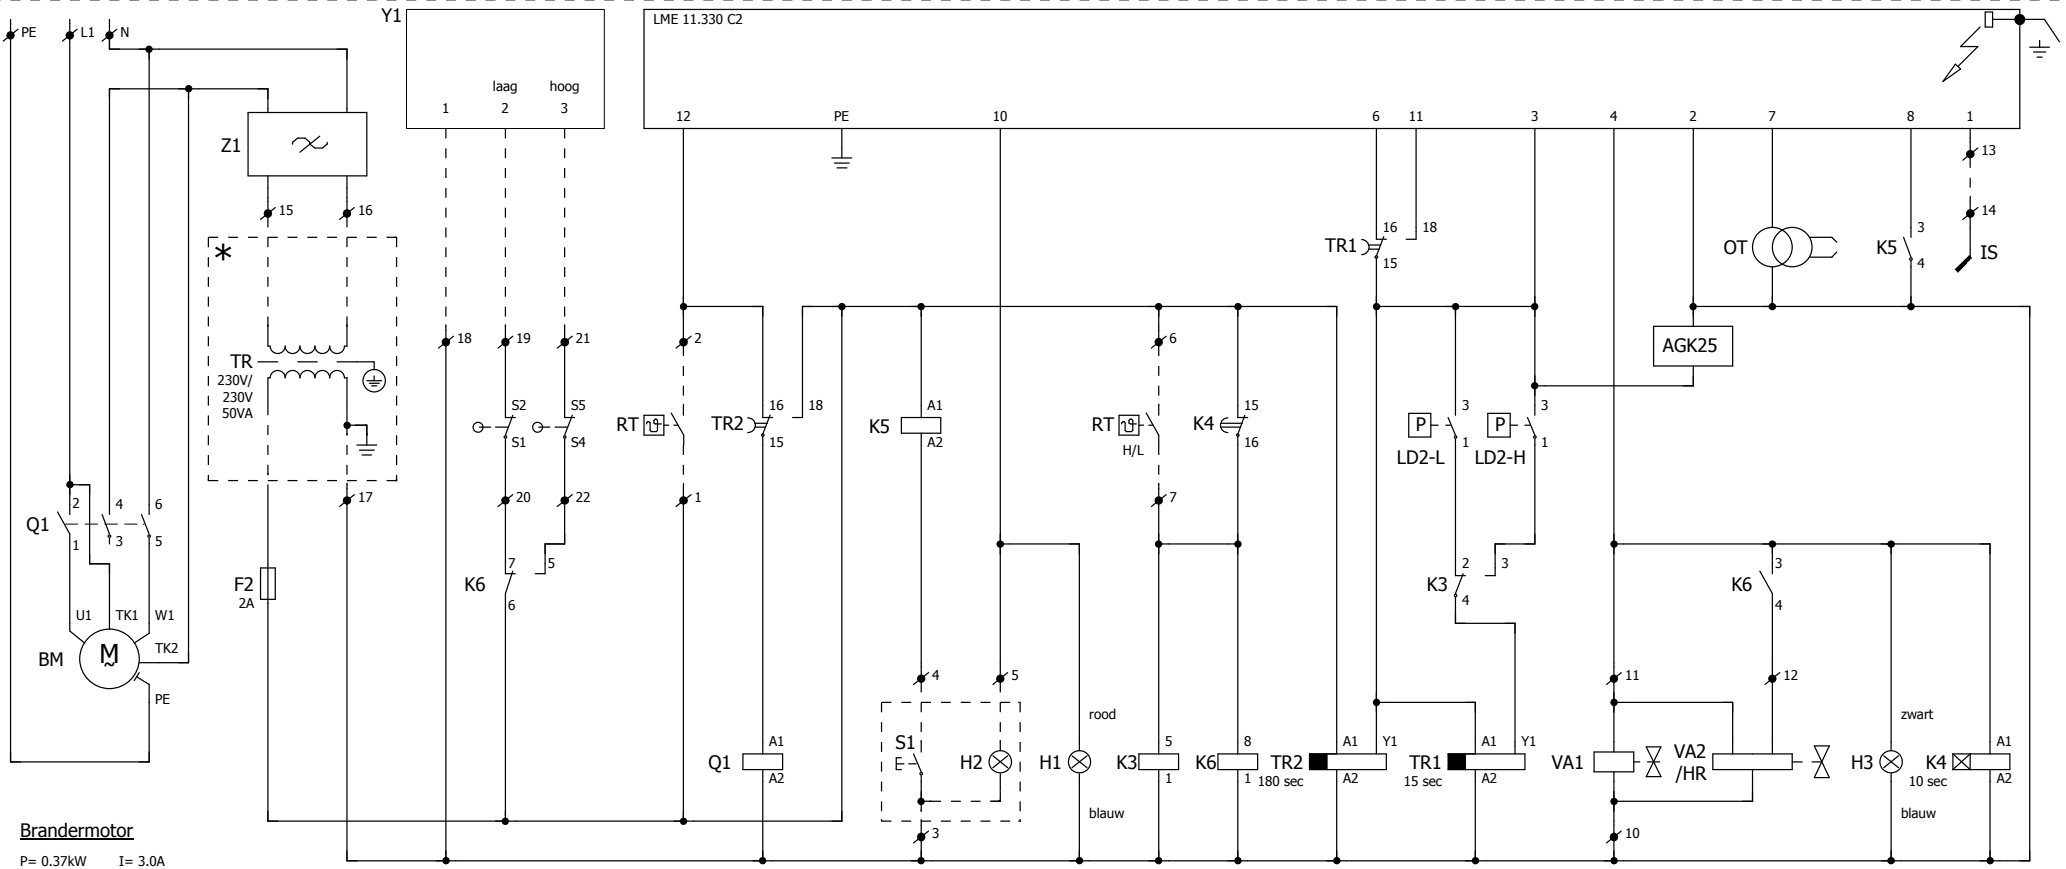 PE L1 N
Y1
LME 11.330 C2
laag hoog
1 2 3
12 PE 10 6 11 3 4 2 7 8 1
Z1
13
15 16
14
16 18
TR1
15
OT
K5 3
4
IS
*
18 19 21
2
6
AGK25
TR
230V/
230V
50VA
S2 S5
S1 S4
RT
TR2 16 18
15
K5 A1
A2
RT
H/L
K4 15
16
P 3
1
LD2-L
P 3
1
LD2-H
17
20 22
1
7
Q1
2 4 6
1 3 5
F2
2A
K6 7 5
6
K3 2 3
4
K6 3
4
U1 TK1 W1
BM M
~
TK2
PE
4 5
11 12
rood
zwart
S1
E
H2 H1
Q1 A1
A2
K3 5
1
K6 8
1
TR2
180 sec
A1 Y1
A2
TR1
15 sec
A1 Y1
A2
VA1
VA2
/HR
H3
K4
10 sec
A1
A2
blauw
blauw
3
10
Brandermotor
P= 0.37kW I= 3.0A